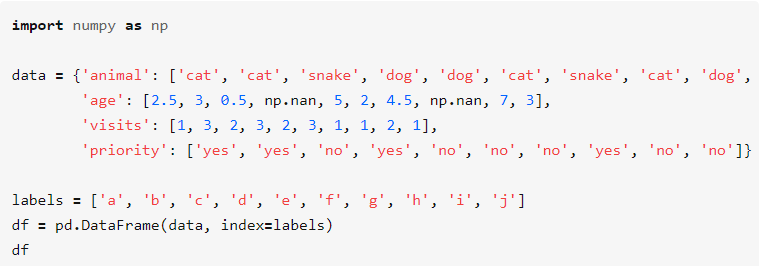 import numpy as np
data = {'animal': ['cat', 'cat', 'snake', 'dog', 'dog', 'cat', 'snake', 'cat', 'dog',
'age': [2.5, 3, 0.5, np.nan, 5, 2, 4.5, np.nan, 7, 3],
'visits': [1, 3, 2, 3, 2, 3, 1, 1, 2, 1],
'priority': ['yes', 'yes', 'no', 'yes', 'no', 'no', 'no', 'yes', 'no', 'no']}
labels = ['a', 'b', 'c', 'd', 'e', 'f', 'g', 'h', 'i', 'j']
df = pd.DataFrame(data, index=labels)
df